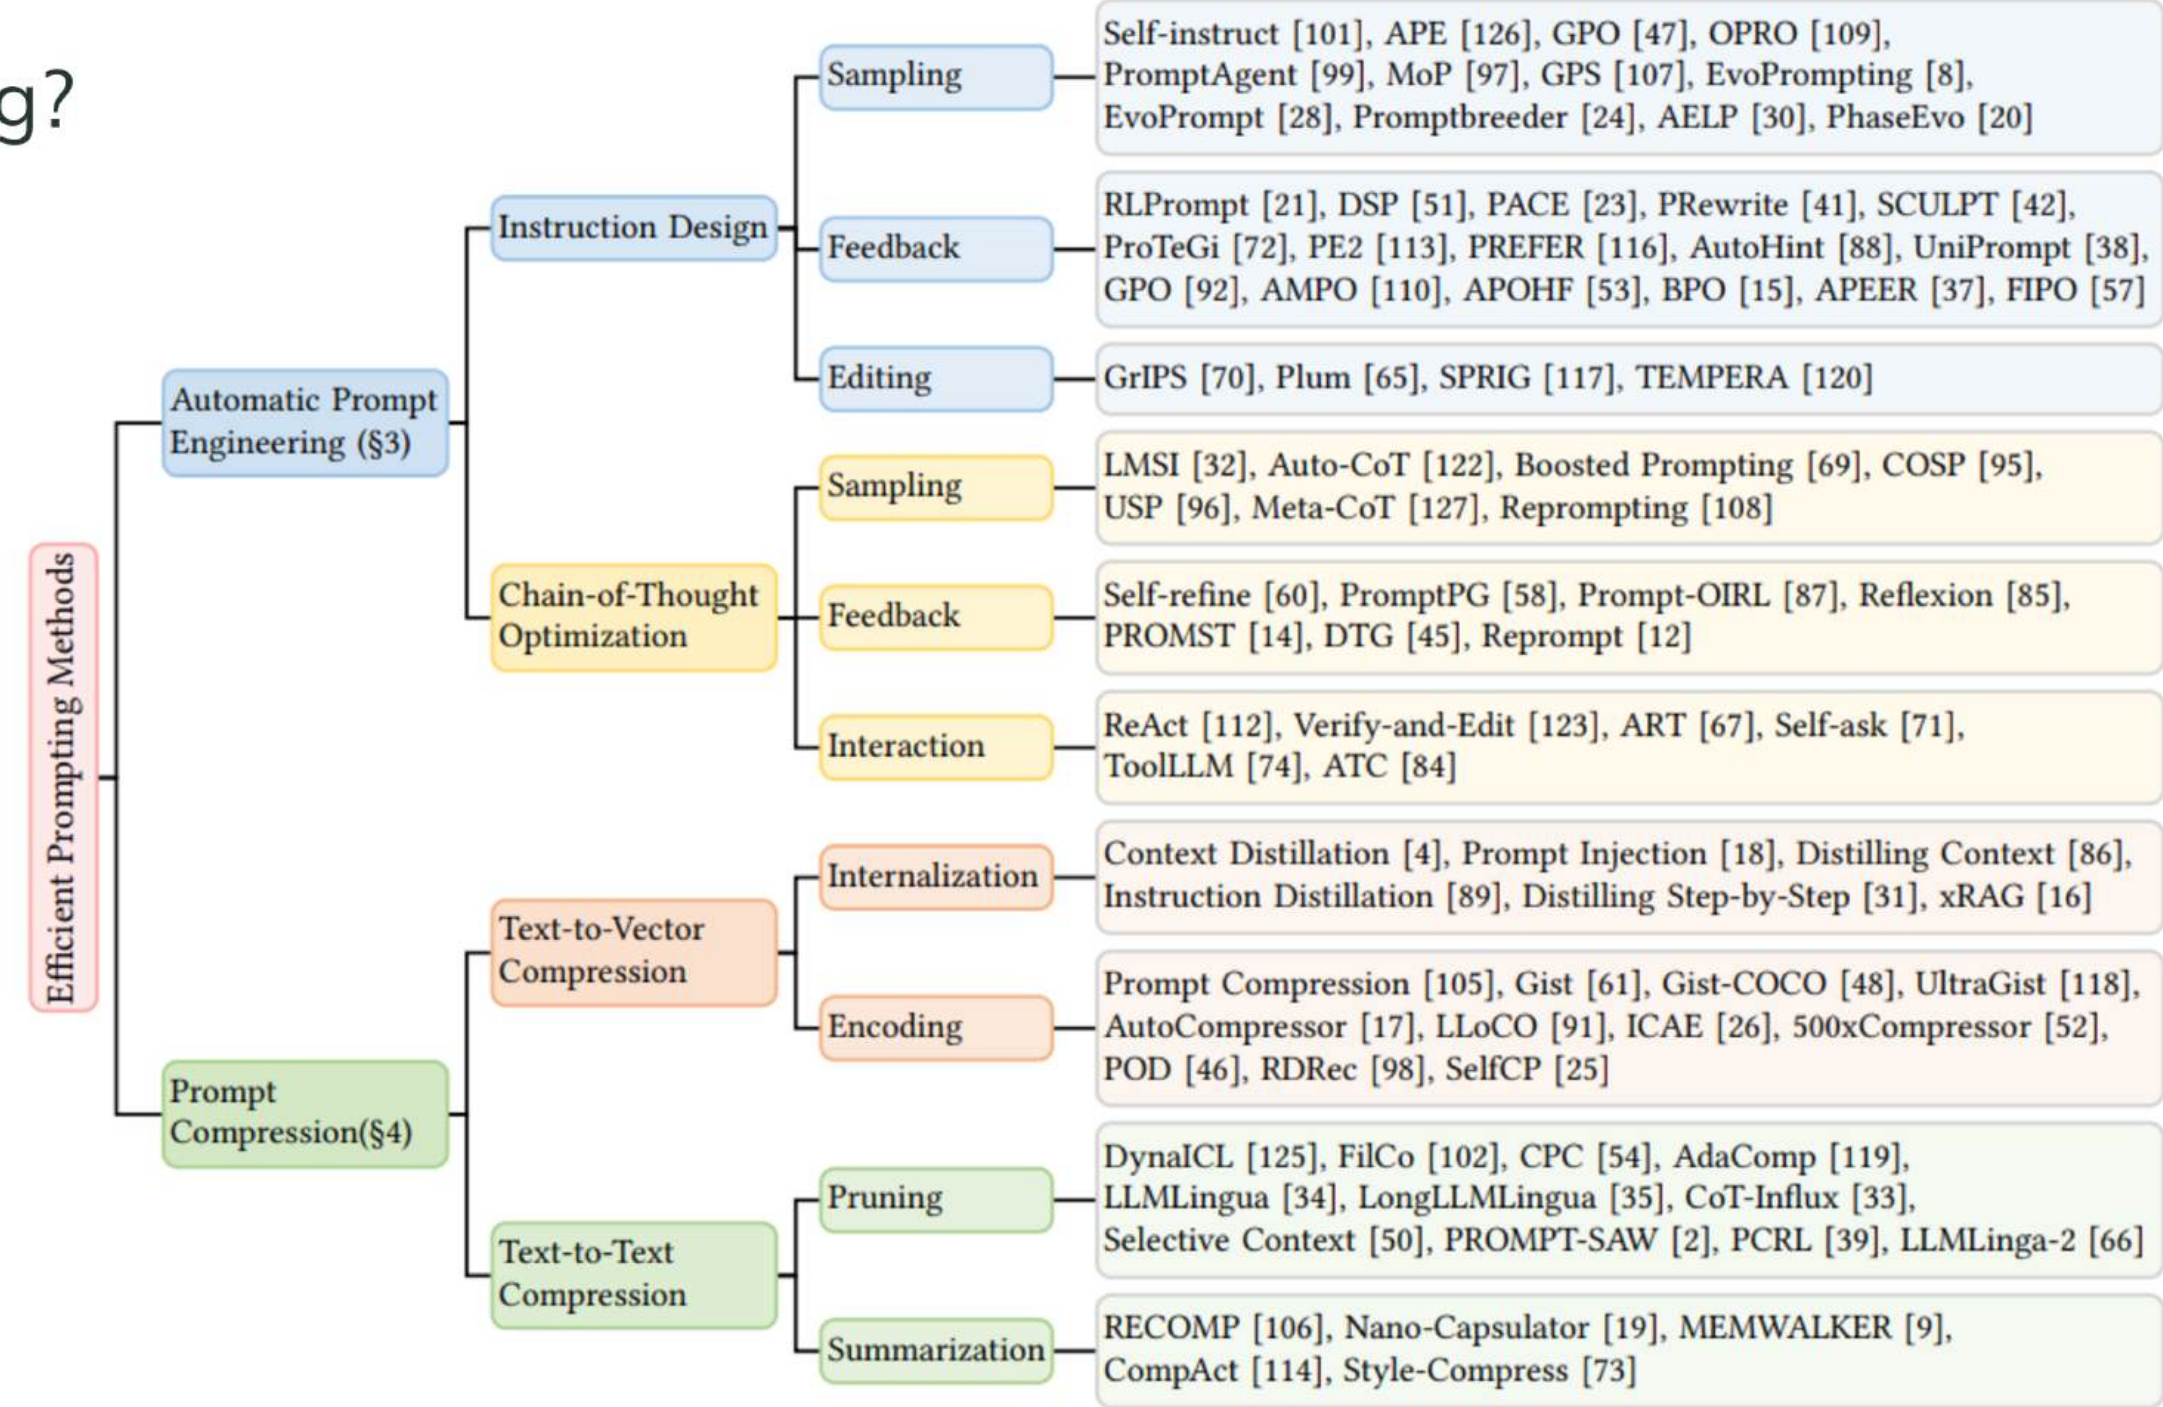 g?
Efficient Prompting Methods
Automatic Prompt
Engineering (§3)
Instruction Design
Sampling
Self-instruct [101], APE [126], GPO [47], OPRO [109],
PromptAgent [99], MoP [97], GPS [107], EvoPrompting [8],
EvoPrompt [28], Promptbreeder [24], AELP [30], PhaseEvo [20]
Feedback
RLPrompt [21], DSP [51], PACE [23], PRewrite [41], SCULPT [42],
ProTeGi [72], PE2 [113], PREFER [116], AutoHint [88], UniPrompt [38],
GPO [92], AMPO [110], APOHF [53], BPO [15], APEER [37], FIPO [57]
Editing
GrIPS [70], Plum [65], SPRIG [117], TEMPERA [120]
Chain-of-Thought
Optimization
Sampling
LMSI [32], Auto-CoT [122], Boosted Prompting [69], COSP [95],
USP [96], Meta-CoT [127], Reprompting [108]
Feedback
Self-refine [60], PromptPG [58], Prompt-OIRL [87], Reflexion [85],
PROMST [14], DTG [45], Reprompt [12]
Interaction
ReAct [112], Verify-and-Edit [123], ART [67], Self-ask [71],
ToolLLM [74], ATC [84]
Prompt
Compression(§4)
Text-to-Vector
Compression
Internalization
Context Distillation [4], Prompt Injection [18], Distilling Context [86],
Instruction Distillation [89], Distilling Step-by-Step [31], xRAG [16]
Encoding
Prompt Compression [105], Gist [61], Gist-COCO [48], UltraGist [118],
AutoCompressor [17], LLoCO [91], ICAE [26], 500xCompressor [52],
POD [46], RDRec [98], SelfCP [25]
Text-to-Text
Compression
Pruning
DynaICL [125], FilCo [102], CPC [54], AdaComp [119],
LLMLingua [34], LongLLMLingua [35], CoT-Influx [33],
Selective Context [50], PROMPT-SAW [2], PCRL [39], LLMLinga-2 [66]
Summarization
RECOMP [106], Nano-Capsulator [19], MEMWALKER [9],
CompAct [114], Style-Compress [73]